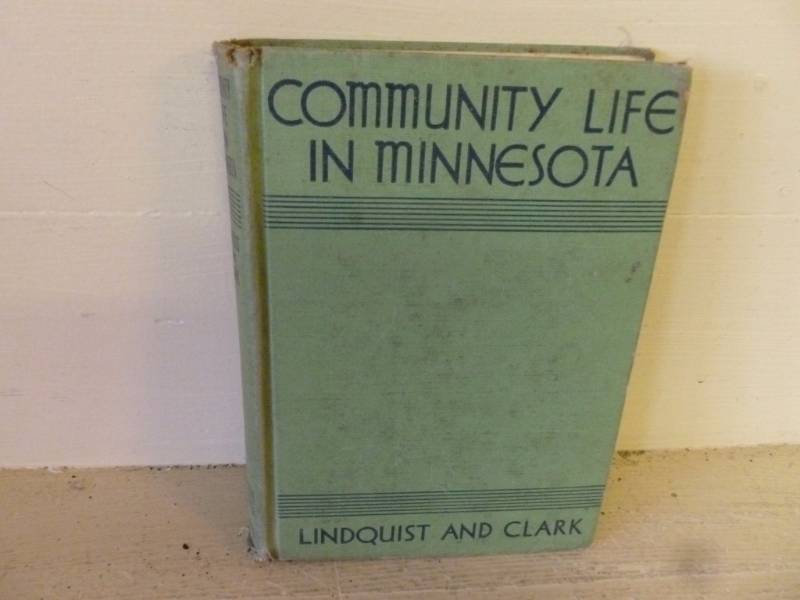 COMMUNITY LIFE
IN MINNESOTA
LINDQUIST AND CLARK